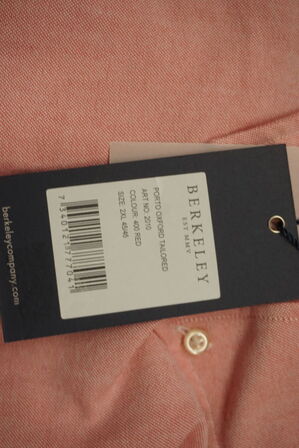 BERKELEY
EST MMV
PORTO OXFORD TAILORED
ART NO: 2010
COLOUR: 400 RED
SIZE: 2XL 45/46
berkeleycompany.com